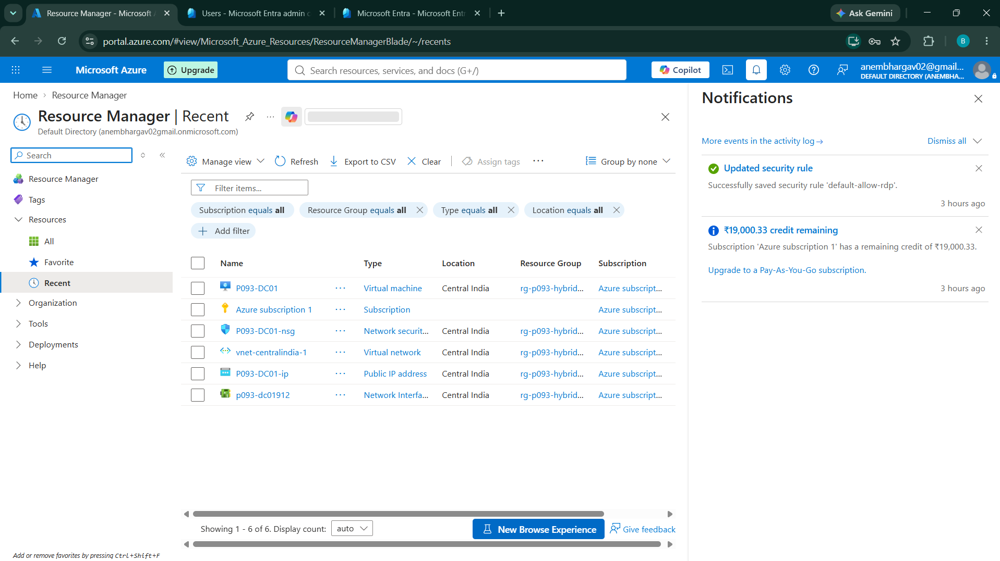 Resource Manager - Microsoft A
Users - Microsoft Entra admin c
Microsoft Entra - Microsoft Entr
Ask Gemini
portal.azure.com/#view/Microsoft_Azure_Resources/ResourceManagerBlade/~/recents
B
Microsoft Azure
Upgrade
Search resources, services, and docs (G+/)
Copilot
anembhargav02@gmail...
DEFAULT DIRECTORY (ANEMBHA...
Home
Resource Manager
Resource Manager | Recent
...
Default Directory (anembhargav02gmail.onmicrosoft.com)
Search
Resource Manager
Tags
Resources
All
Favorite
Recent
Organization
Tools
Deployments
Help
Add or remove favorites by pressing Ctrl+Shift+F
Manage view
Refresh
Export to CSV
Clear
Assign tags
...
Group by none
Filter items...
Subscription equals all
Resource Group equals all
Type equals all
Location equals all
Add filter
Name Type Location Resource Group Subscription
P093-DC01 ... Virtual machine Central India rg-p093-hybrid... Azure subscript...
Azure subscription 1 ... Subscription Azure subscript...
P093-DC01-nsg ... Network securit... Central India rg-p093-hybrid... Azure subscript...
vnet-centralindia-1 ... Virtual network Central India rg-p093-hybrid... Azure subscript...
P093-DC01-ip ... Public IP address Central India rg-p093-hybrid... Azure subscript...
p093-dc01912 ... Network Interfa... Central India rg-p093-hybrid... Azure subscript...
Showing 1 - 6 of 6. Display count: auto
New Browse Experience
Give feedback
Notifications
More events in the activity log→
Dismiss all
Updated security rule
Successfully saved security rule 'default-allow-rdp'.
3 hours ago
₹19,000.33 credit remaining
Subscription 'Azure subscription 1' has a remaining credit of ₹19,000.33.
Upgrade to a Pay-As-You-Go subscription.
3 hours ago